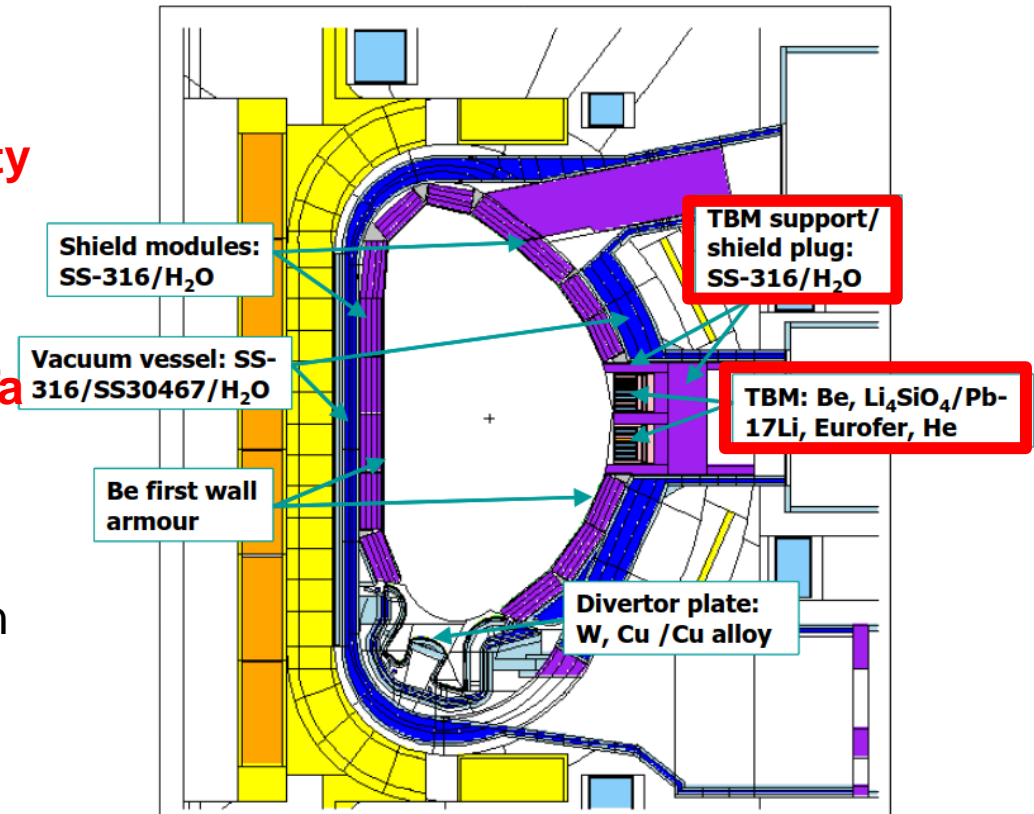 ty
TBM support/
shield plug:
SS-316/H₂O
Shield modules:
SS-316/H₂O
Vacuum vessel: SS-
316/SS30467/H₂O
a
TBM: Be, Li₄SiO₄/Pb-
17Li, Eurofer, He
Be first wall
armour
Divertor plate:
W, Cu /Cu alloy
n